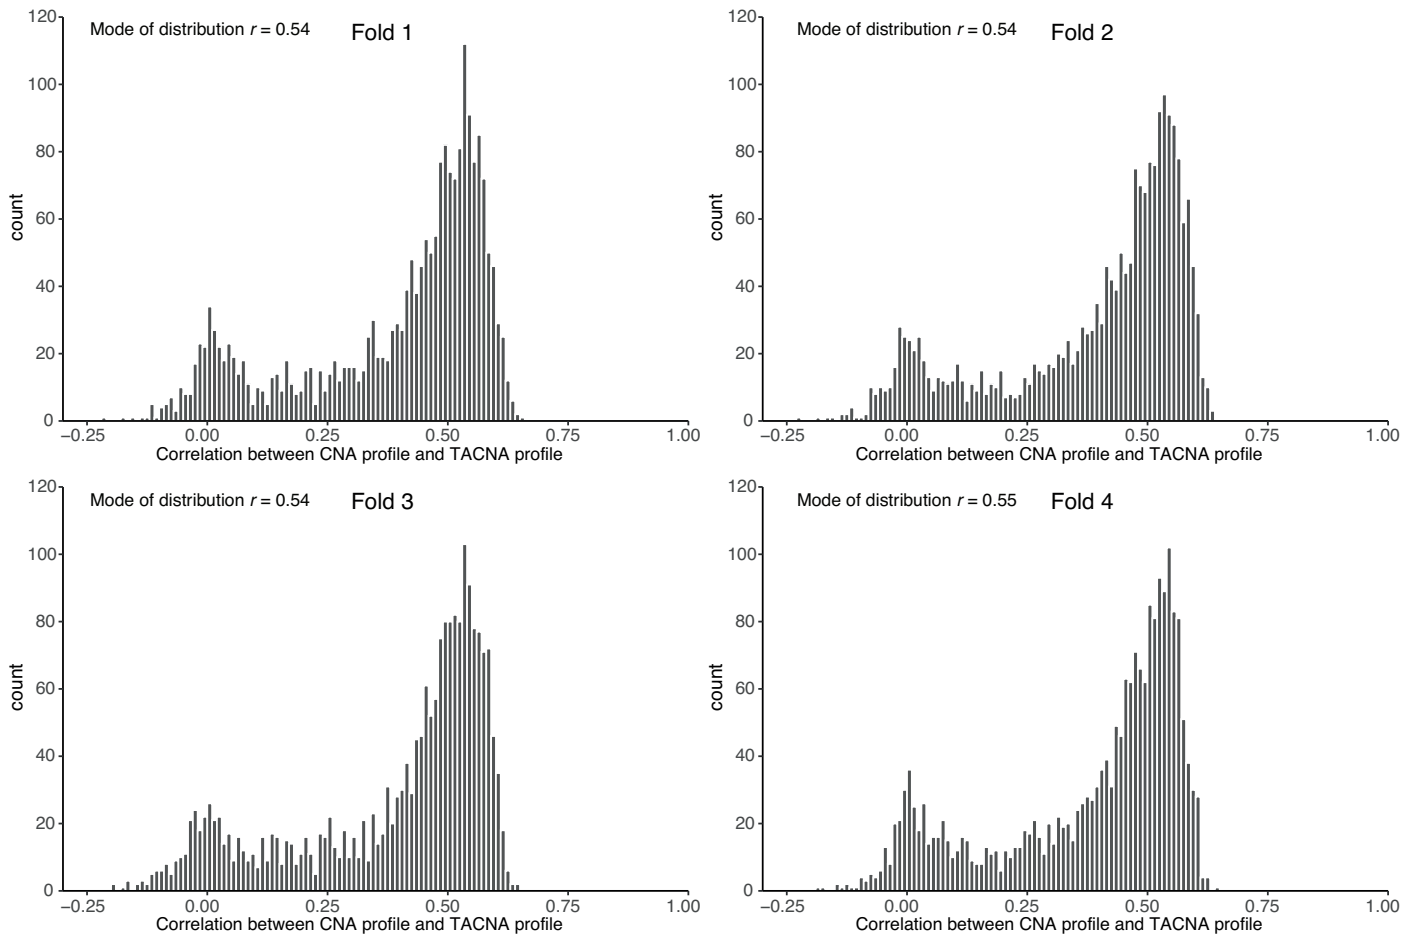 Mode of distribution r = 0.54 Fold 1
120
100
80
60
40
20
0
count
−0.25 0.00 0.25 0.50 0.75 1.00
Correlation between CNA profile and TACNA profile
Mode of distribution r = 0.54 Fold 2
120
100
80
60
40
20
0
count
−0.25 0.00 0.25 0.50 0.75 1.00
Correlation between CNA profile and TACNA profile
Mode of distribution r = 0.54 Fold 3
120
100
80
60
40
20
0
count
−0.25 0.00 0.25 0.50 0.75 1.00
Correlation between CNA profile and TACNA profile
Mode of distribution r = 0.55 Fold 4
120
100
80
60
40
20
0
count
−0.25 0.00 0.25 0.50 0.75 1.00
Correlation between CNA profile and TACNA profile